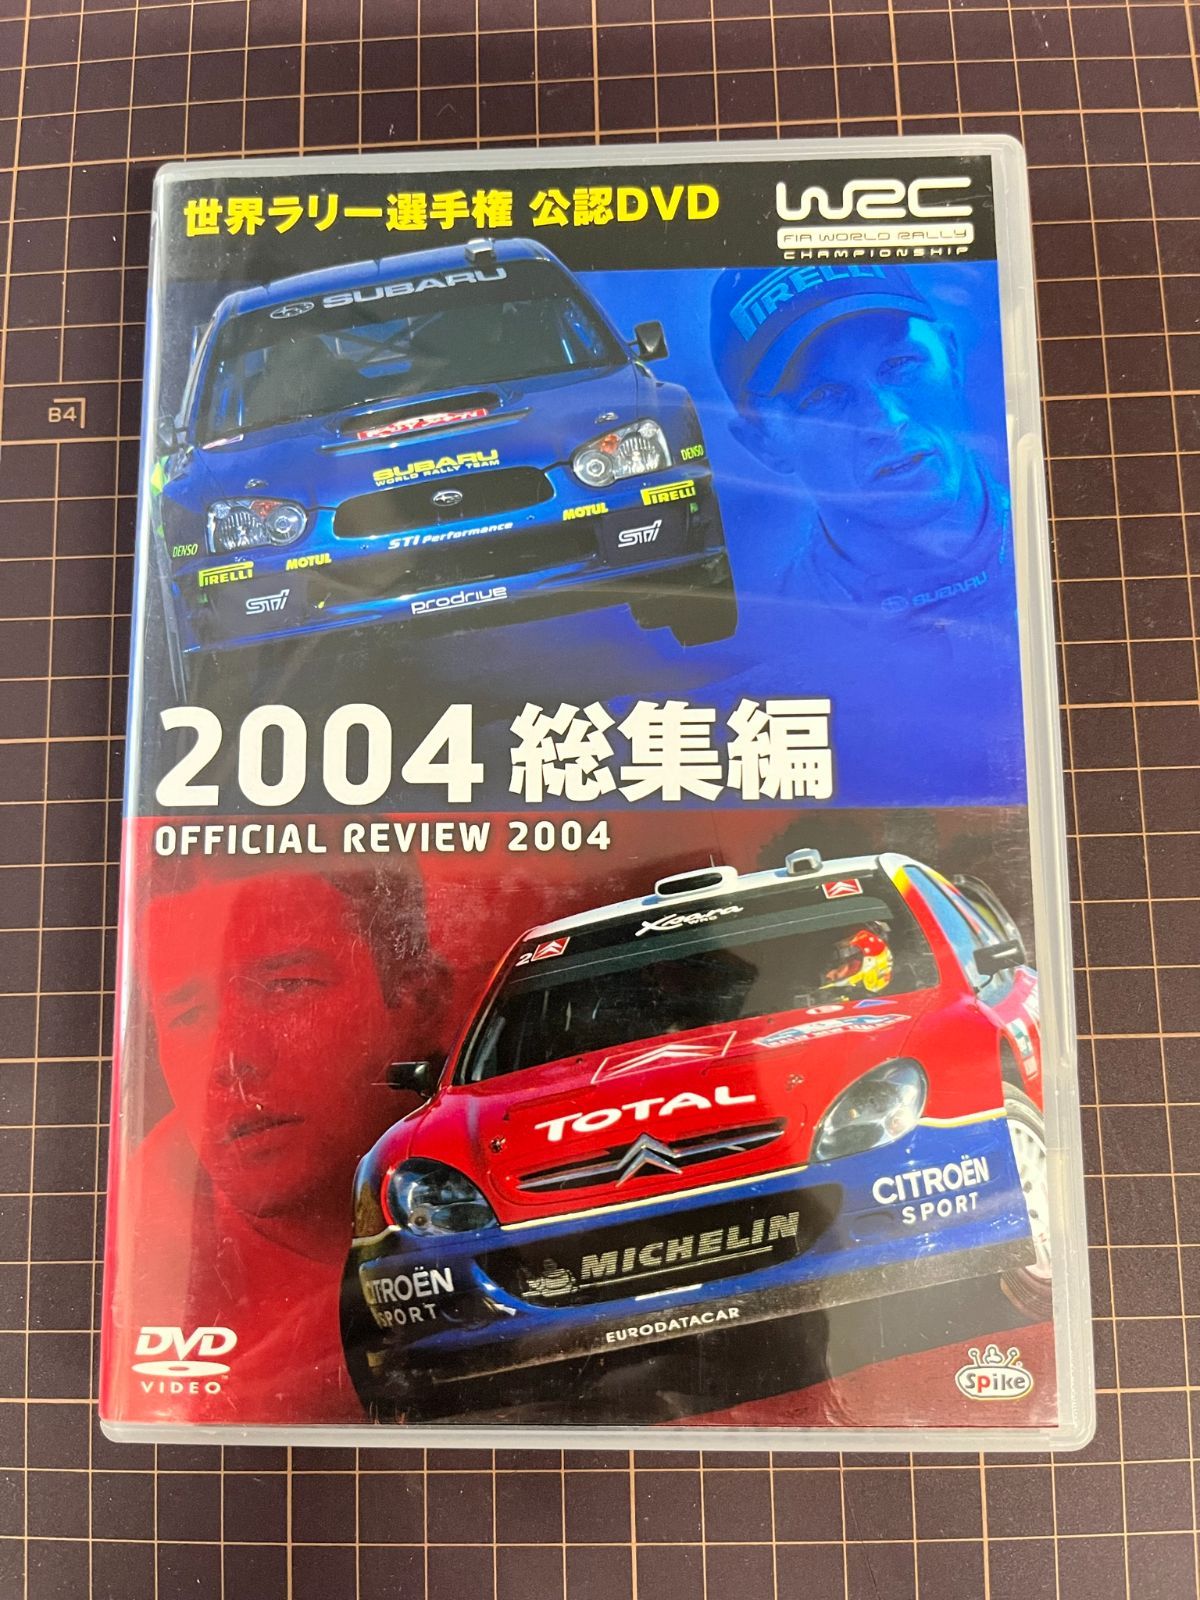 世界ラリー選手権 公認DVD
WRC
FIA WORLD RALLY
CHAMPIONSHIP
PIRELLI
SUBARU
SUBARU
WORLD RALLY TEAM
DENSO
PIRELLI
MOTUL
STI Performance
MOTUL
PIRELLI
DENSO
STI
STI
prodrive
SUBARU
B4
2004 総集編
OFFICIAL REVIEW 2004
2
Xsara
WRC
TOTAL
CITROËN
SPORT
MICHELIN
CITROËN
SPORT
EURODATACAR
DVD
VIDEO
Spike